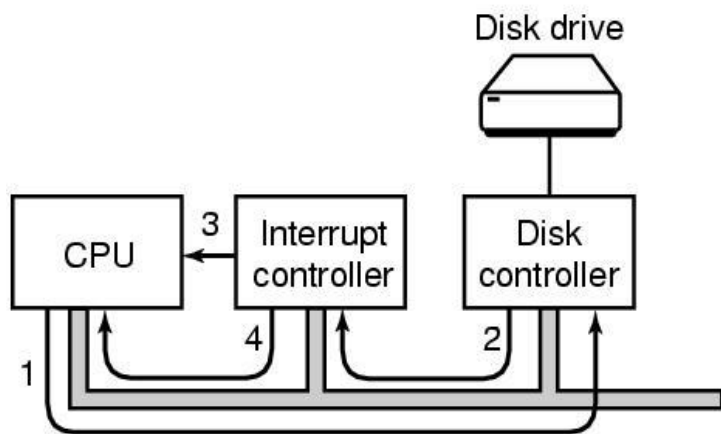 Disk drive
CPU
3
Interrupt
controller
Disk
controller
1
4
2